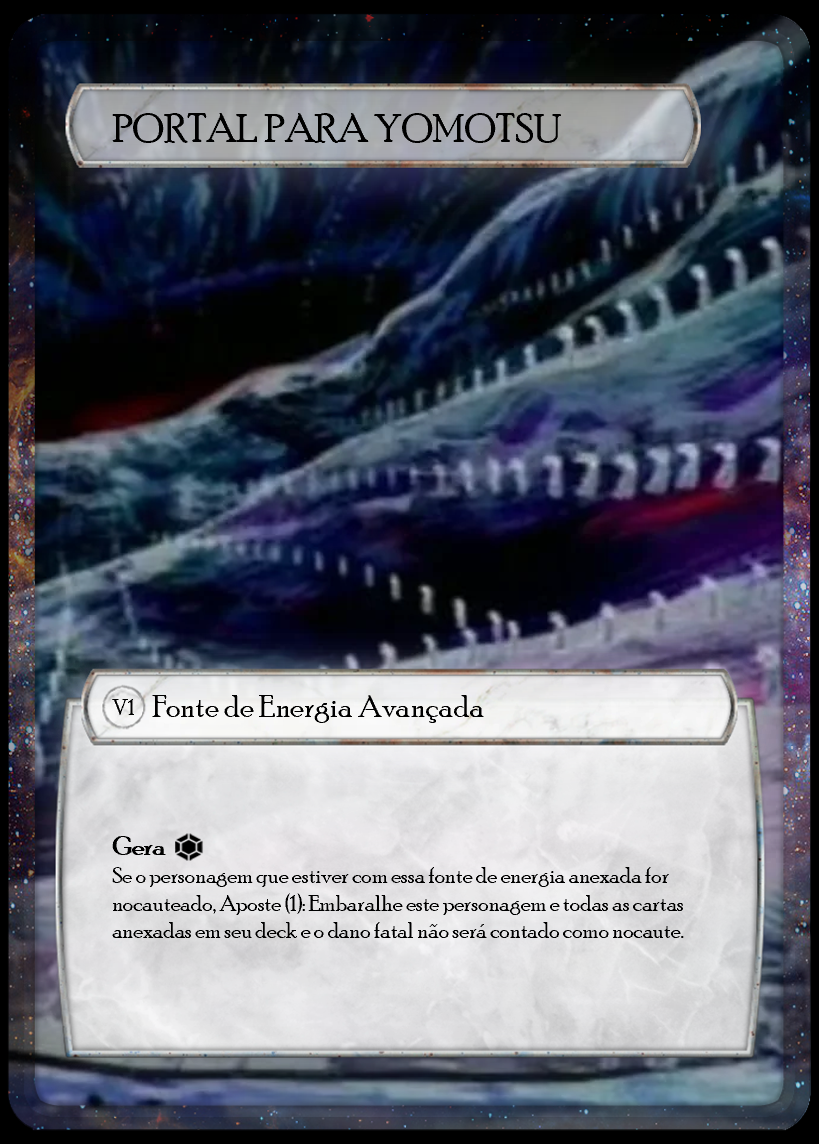 PORTAL PARA YOMOTSU
V1 Fonte de Energia Avançada
Gera
Se o personagem que estiver com essa fonte de energia anexada for
nocauteado, Aposte (1): Embaralhe este personagem e todas as cartas
anexadas em seu deck e o dano fatal não será contado como nocaute.